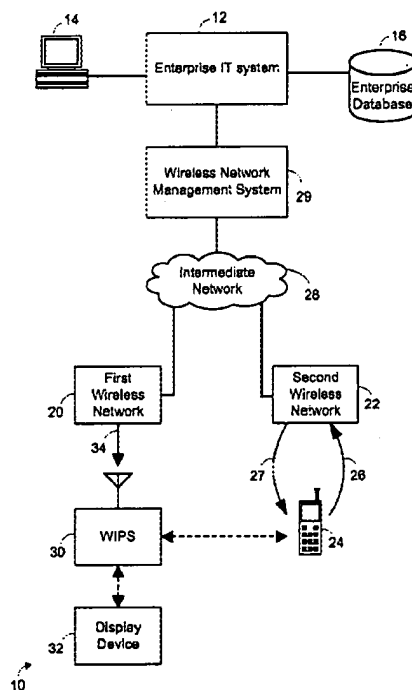 14
12
16
Enterprise IT system
Enterprise
Database
Wireless Network
Management System
29
Intermediate
Network
28
First
Wireless
Network
20
34
Second
Wireless
Network
22
27
26
24
WIPS
30
Display
Device
32
10